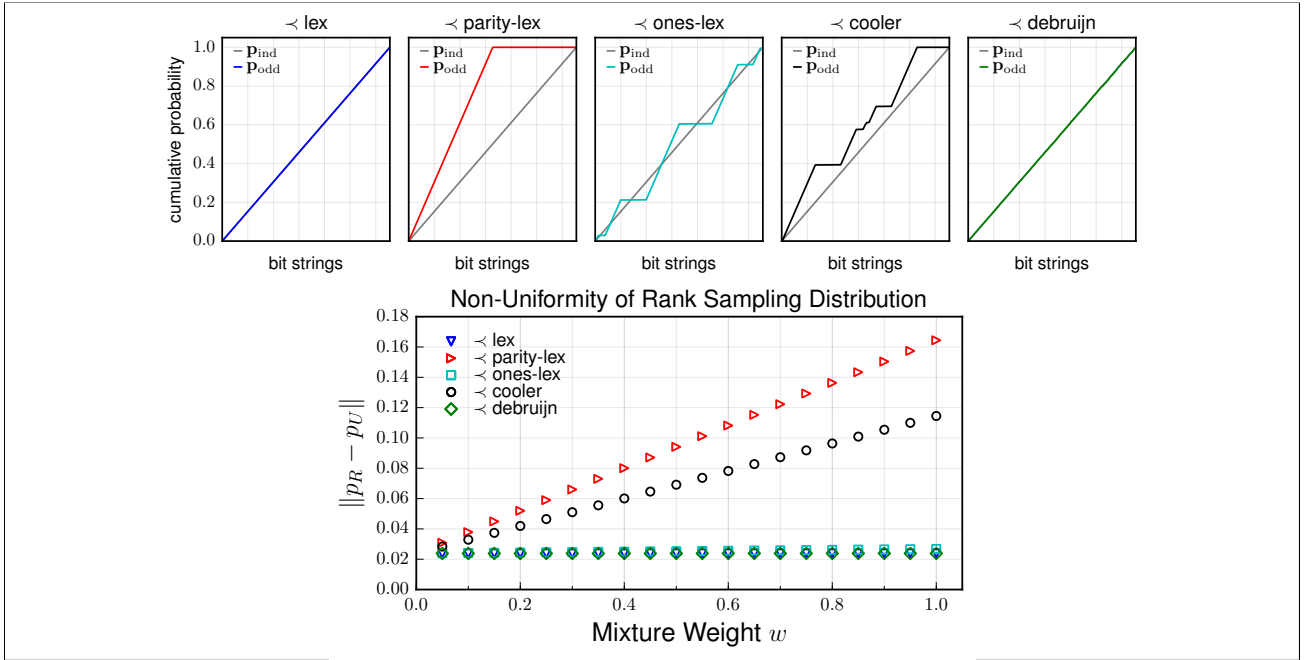 ≺ lex ≺ parity-lex ≺ ones-lex ≺ cooler ≺ debruijn
cumulative probability
1.0
0.8
0.6
0.4
0.2
0.0
p_ind
p_odd
p_ind
p_odd
p_ind
p_odd
p_ind
p_odd
p_ind
p_odd
bit strings bit strings bit strings bit strings bit strings
Non-Uniformity of Rank Sampling Distribution
‖p_R − p_U‖
0.18
0.16
0.14
0.12
0.10
0.08
0.06
0.04
0.02
0.00
≺ lex
≺ parity-lex
≺ ones-lex
≺ cooler
≺ debruijn
0.0 0.2 0.4 0.6 0.8 1.0
Mixture Weight w